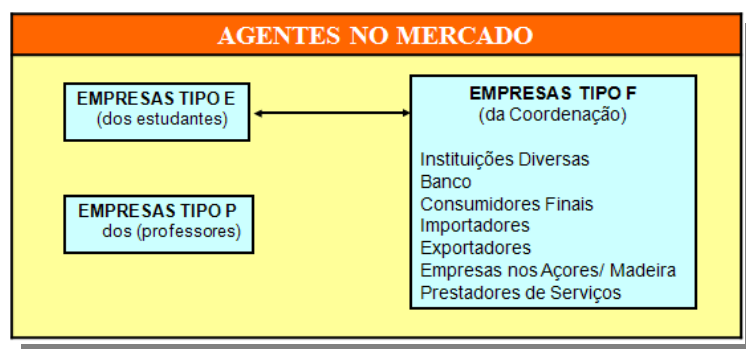 AGENTES NO MERCADO
EMPRESAS TIPO E
(dos estudantes)
EMPRESAS TIPO P
dos (professores)
EMPRESAS TIPO F
(da Coordenação)
Instituições Diversas
Banco
Consumidores Finais
Importadores
Exportadores
Empresas nos Açores/ Madeira
Prestadores de Serviços